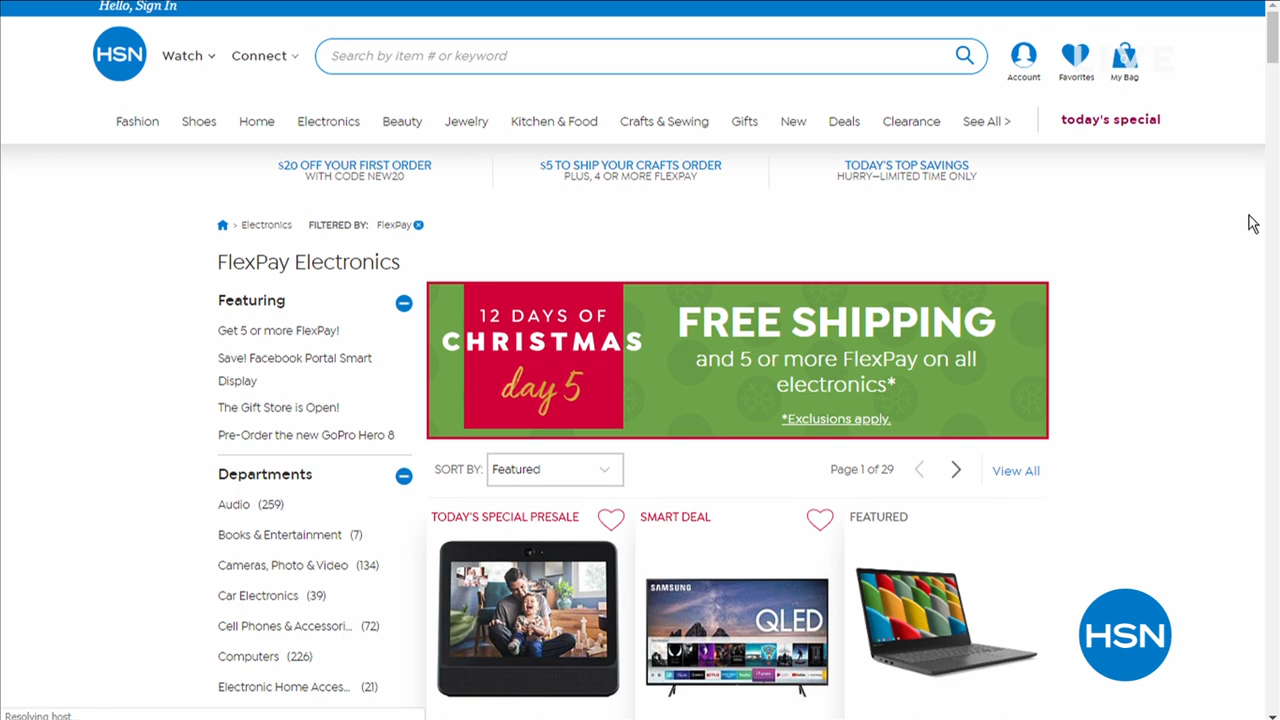 Hello, Sign In
HSN
Watch
Connect
Search by item # or keyword
Account
Favorites
My Bag
LIVE
Fashion
Shoes
Home
Electronics
Beauty
Jewelry
Kitchen & Food
Crafts & Sewing
Gifts
New
Deals
Clearance
See All >
today's special
$20 OFF YOUR FIRST ORDER
WITH CODE NEW20
$5 TO SHIP YOUR CRAFTS ORDER
PLUS, 4 OR MORE FLEXPAY
TODAY'S TOP SAVINGS
HURRY—LIMITED TIME ONLY
> Electronics
FILTERED BY:
FlexPay
FlexPay Electronics
Featuring
Get 5 or more FlexPay!
Save! Facebook Portal Smart
Display
The Gift Store is Open!
Pre-Order the new GoPro Hero 8
Departments
Audio (259)
Books & Entertainment (7)
Cameras, Photo & Video (134)
Car Electronics (39)
Cell Phones & Accessori... (72)
Computers (226)
Electronic Home Acces... (21)
12 DAYS OF
CHRISTMAS
day 5
FREE SHIPPING
and 5 or more FlexPay on all
electronics*
*Exclusions apply.
SORT BY:
Featured
Page 1 of 29
View All
TODAY'S SPECIAL PRESALE
SMART DEAL
FEATURED
SAMSUNG
QLED
HSN
Resolving host...